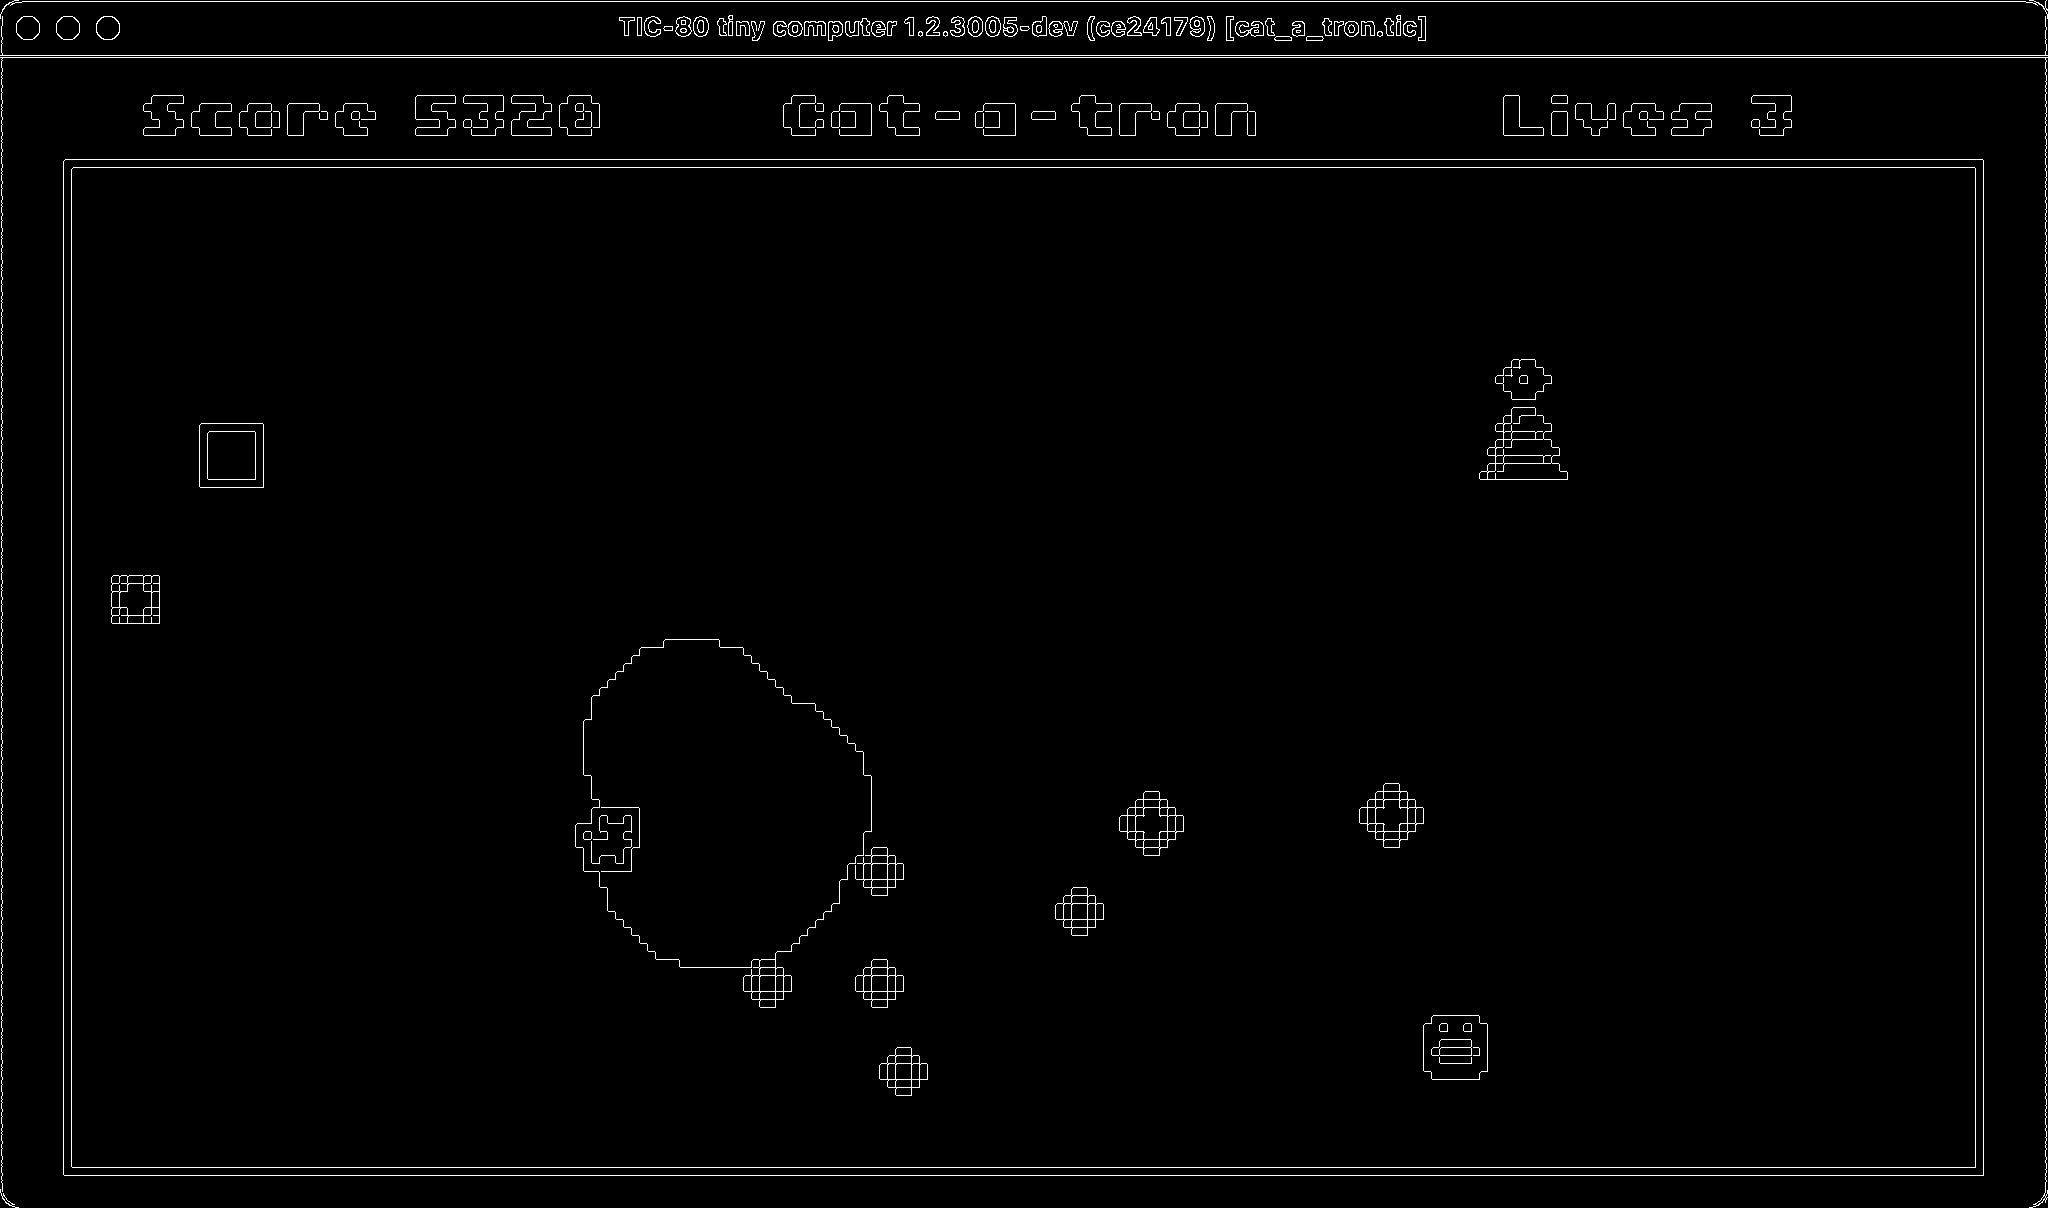 TIC-80 tiny computer 1.2.3005-dev (ce24179) [cat_a_tron.tic]
Score 5320 Cat-a-tron Lives 3